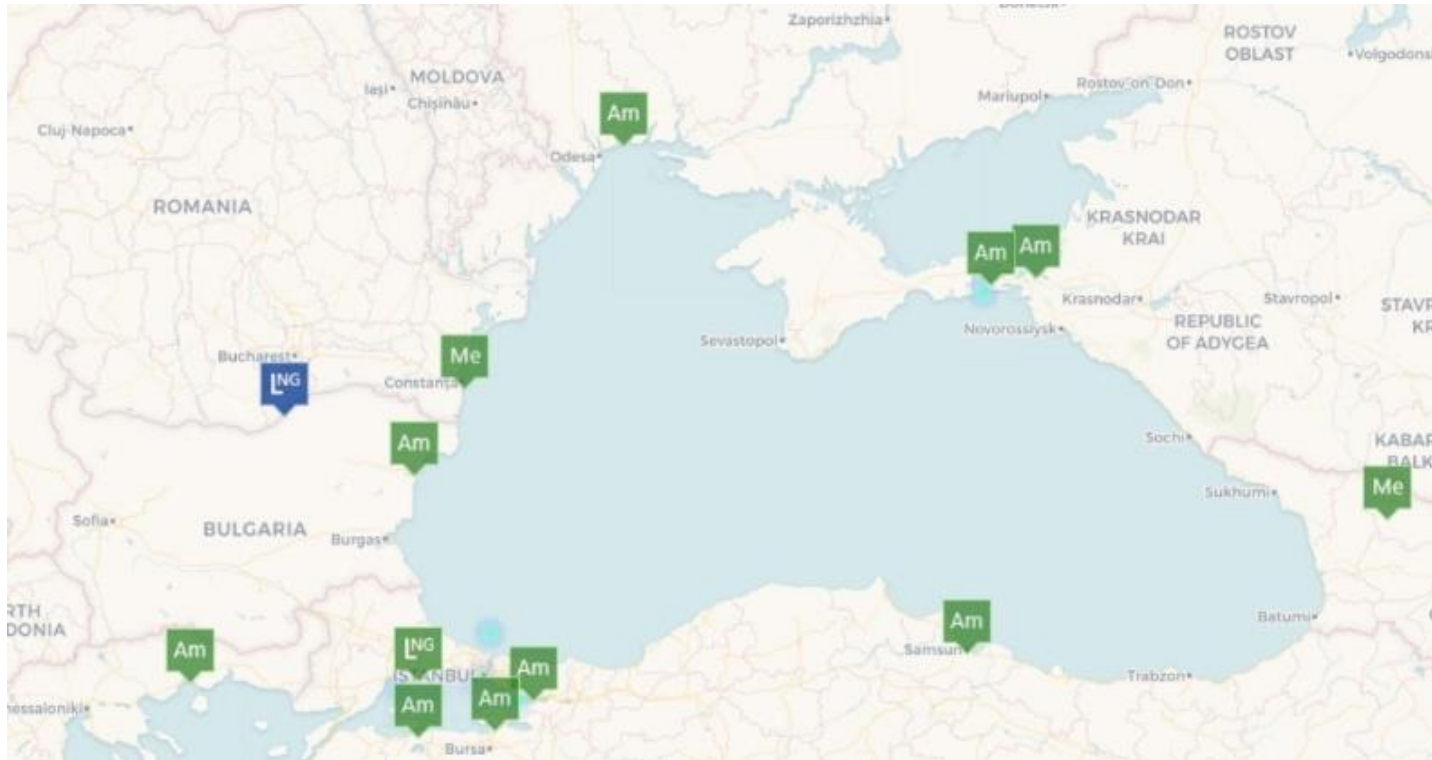 Zaporizhzhia
ROSTOV
OBLAST
MOLDOVA
Iași
Chișinău
Rostov-on-Don
Mariupol
Am
Cluj-Napoca
Odesa
ROMANIA
KRASNODAR
KRAI
Am
Am
Krasnodar
Stavropol
REPUBLIC
OF ADYGEA
Novorossiysk
Sevastopol
Bucharest
Me
LNG
Constanța
Am
Sochi
Me
Sukhumi
Sofia
BULGARIA
Burgas
Am
Samsun
Batumi
Am
LNG
ISTANBUL
Am
Trabzon
Am
Am
Bursa